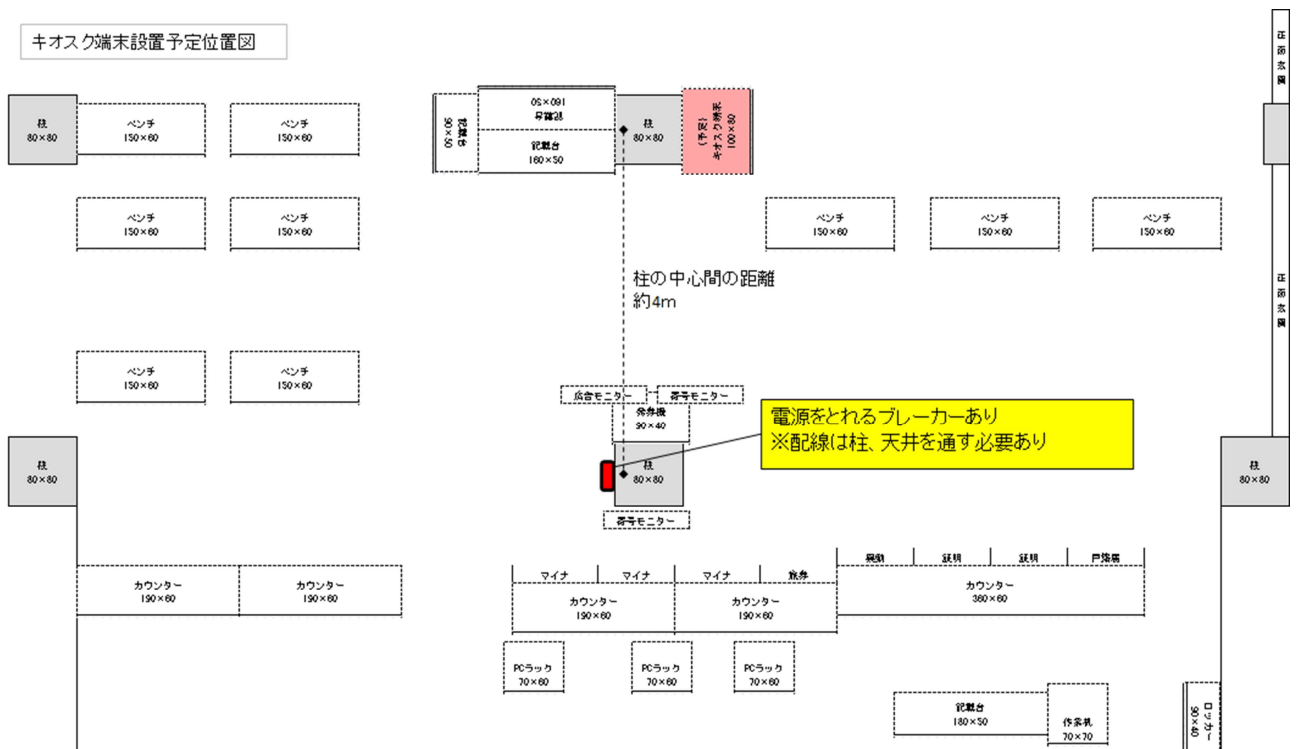 キオスク端末設置予定位置図
正面玄関
柱
80×80
ベンチ
150×60
ベンチ
150×60
記載台
90×50
記載台
160×50
記載台
160×50
柱
80×80
(予定)
キオスク端末
100×80
ベンチ
150×60
ベンチ
150×60
ベンチ
150×60
ベンチ
150×60
ベンチ
150×60
柱の中心間の距離
約4m
正面玄関
ベンチ
150×60
ベンチ
150×60
広告モニター
番号モニター
発券機
90×40
電源をとれるブレーカーあり
※配線は柱、天井を通す必要あり
柱
80×80
柱
80×80
柱
80×80
番号モニター
カウンター
190×60
カウンター
190×60
マイナ
マイナ
マイナ
旅券
異動
証明
証明
戸籍届
カウンター
190×60
カウンター
190×60
カウンター
360×60
PCラック
70×60
PCラック
70×60
PCラック
70×60
記載台
180×50
作業机
70×70
ロッカー
90×40